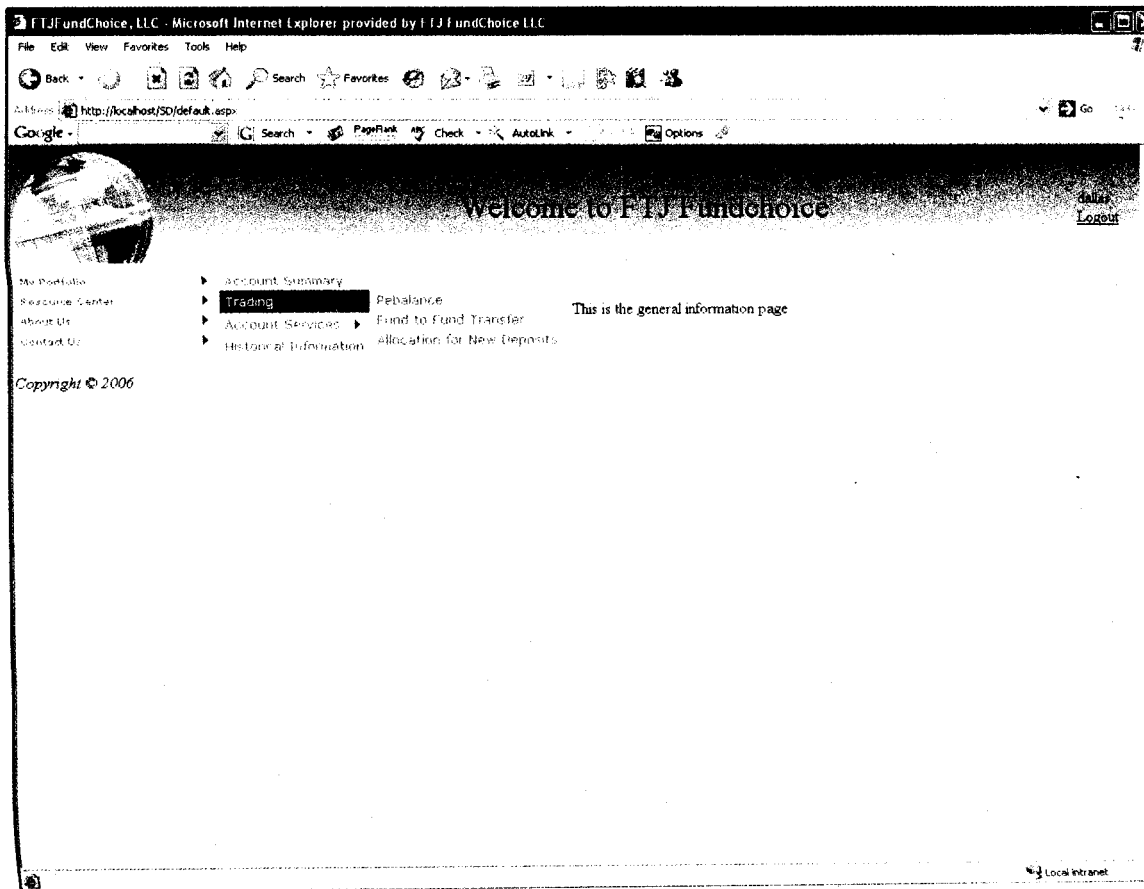 FTJFundChoice, LLC - Microsoft Internet Explorer provided by FTJ FundChoice LLC
File Edit View Favorites Tools Help
Back Search Favorites
Address http://localhost/SD/default.aspx Go
Google Search PageRank Check AutoLink Options
Welcome to FTJ Fundchoice
dallas
Logout
My Portfolio
Resource Center
About Us
Contact Us
Account Summary
Trading
Account Services
Historical Information
Rebalance
Fund to Fund Transfer
Allocation for New Deposits
This is the general information page
Copyright © 2006
Local intranet